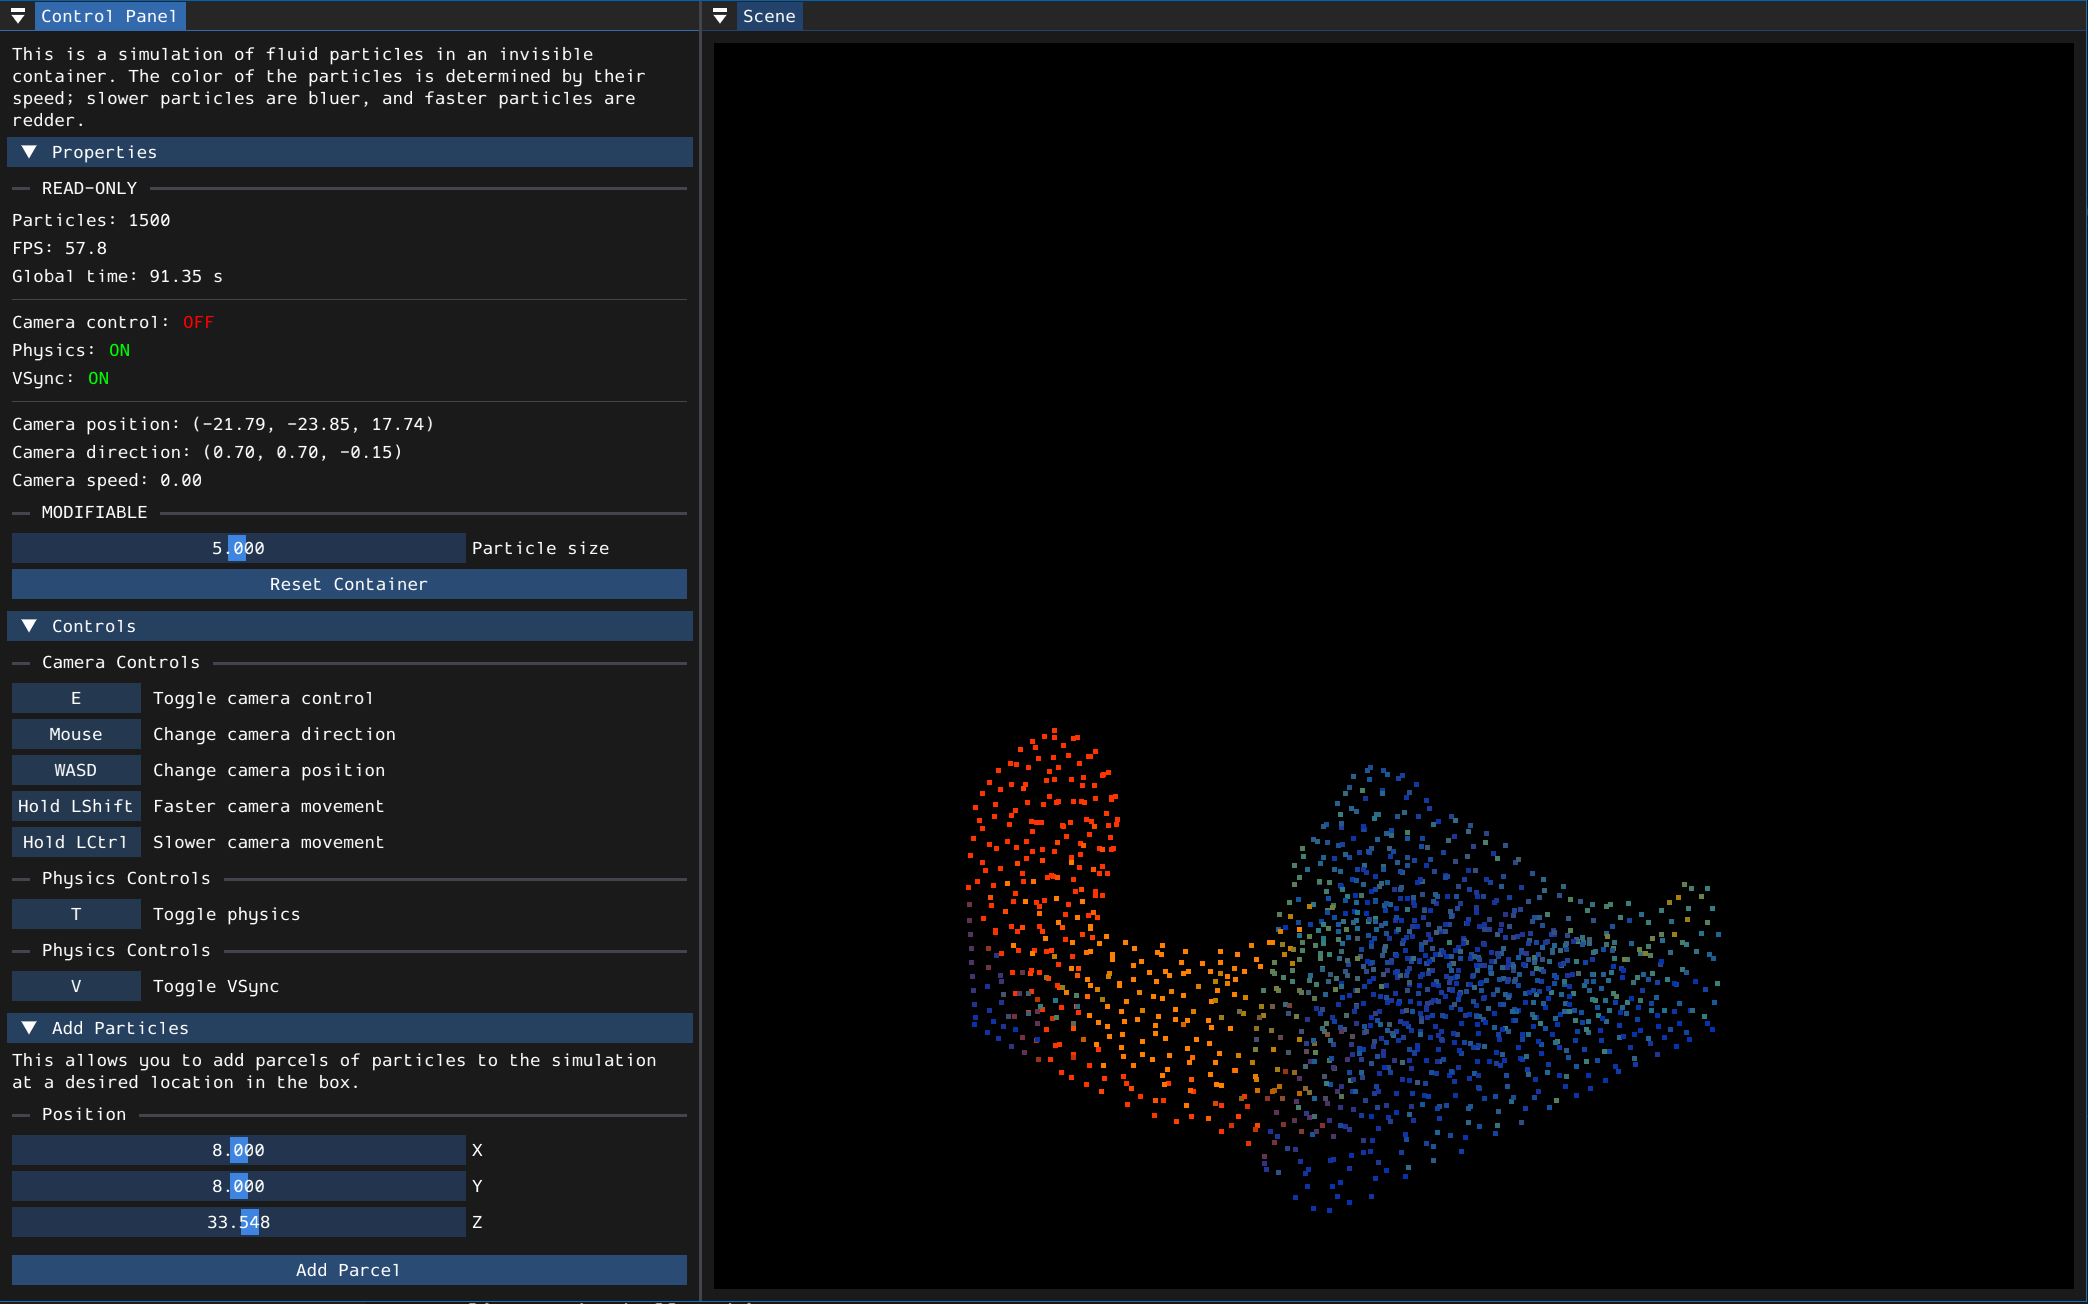 Control Panel
Scene
This is a simulation of fluid particles in an invisible
container. The color of the particles is determined by their
speed; slower particles are bluer, and faster particles are
redder.
Properties
READ-ONLY
Particles: 1500
FPS: 57.8
Global time: 91.35 s
Camera control: OFF
Physics: ON
VSync: ON
Camera position: (-21.79, -23.85, 17.74)
Camera direction: (0.70, 0.70, -0.15)
Camera speed: 0.00
MODIFIABLE
5.000 Particle size
Reset Container
Controls
Camera Controls
E Toggle camera control
Mouse Change camera direction
WASD Change camera position
Hold LShift Faster camera movement
Hold LCtrl Slower camera movement
Physics Controls
T Toggle physics
Physics Controls
V Toggle VSync
Add Particles
This allows you to add parcels of particles to the simulation
at a desired location in the box.
Position
8.000 X
8.000 Y
33.548 Z
Add Parcel